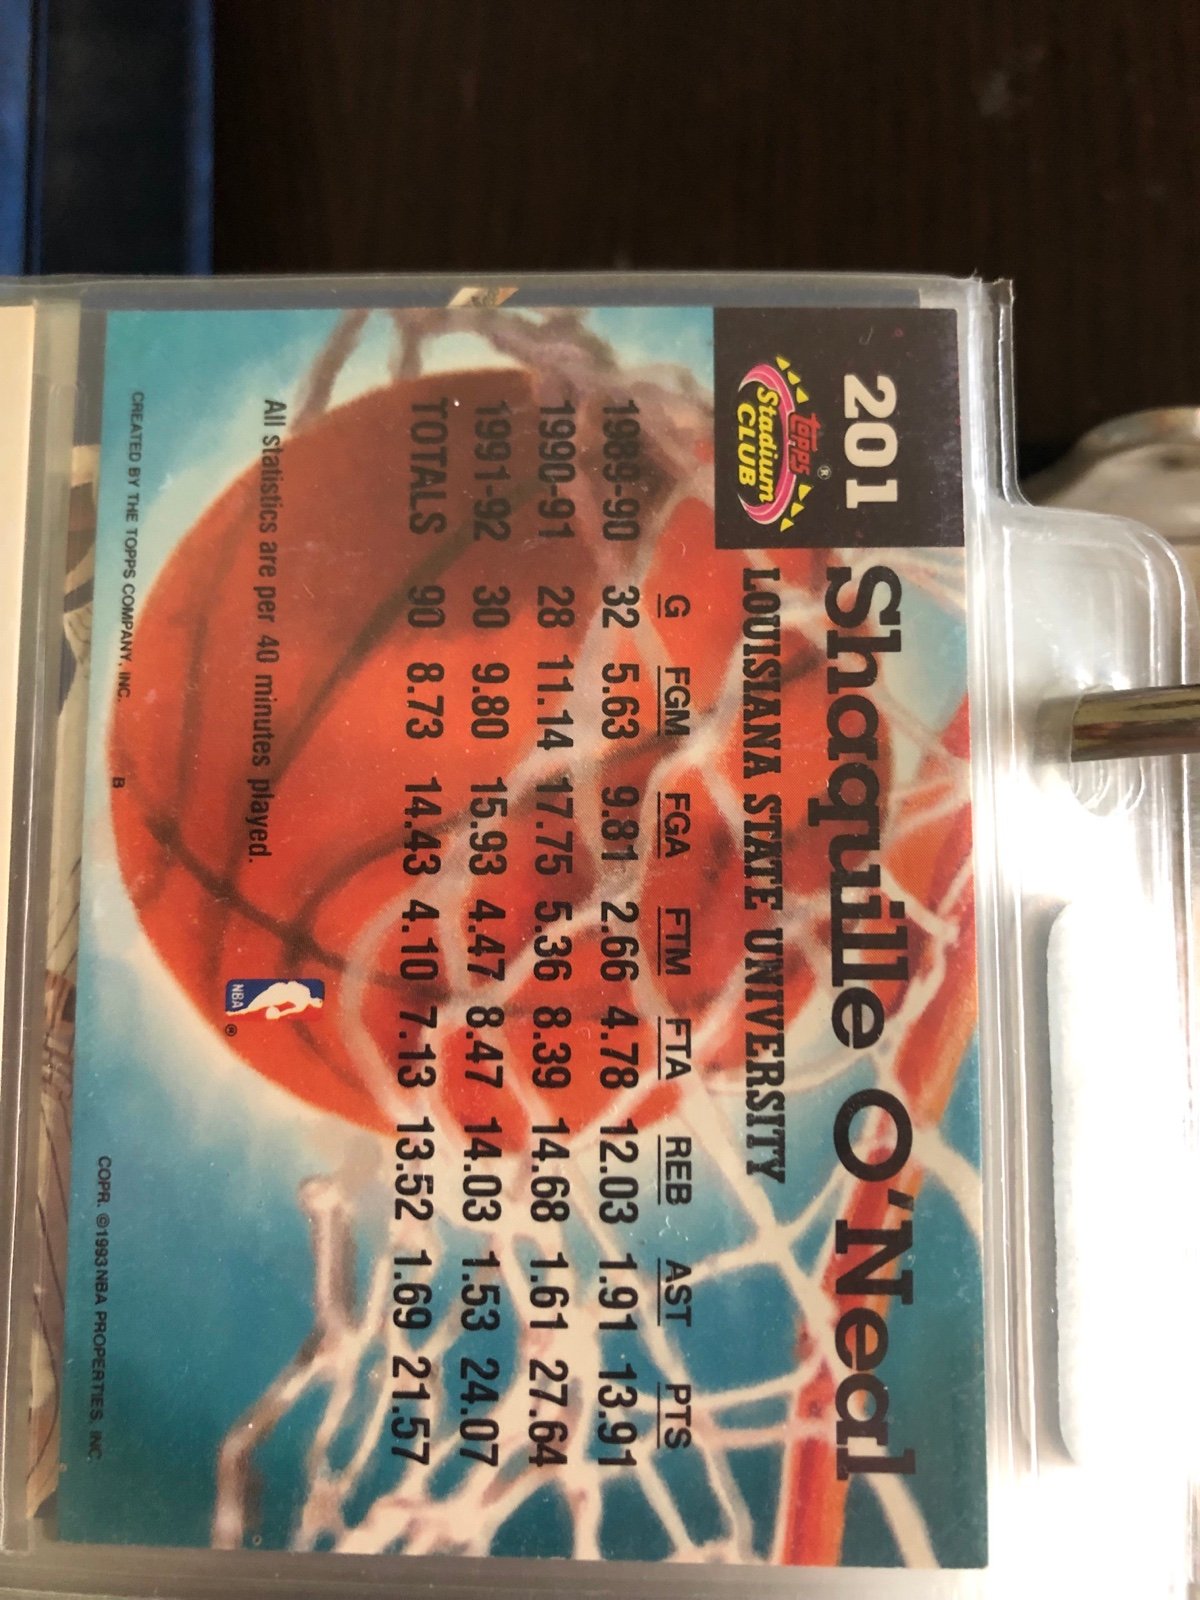 201 Shaquille O'Neal
TOPPS®
Stadium
CLUB
LOUISIANA STATE UNIVERSITY
G FGM FGA FTM FTA REB AST PTS
1989-90 32 5.63 9.81 2.66 4.78 12.03 1.91 13.91
1990-91 28 11.14 17.75 5.36 8.39 14.68 1.61 27.64
1991-92 30 9.80 15.93 4.47 8.47 14.03 1.53 24.07
TOTALS 90 8.73 14.43 4.10 7.13 13.52 1.69 21.57
All statistics are per 40 minutes played.
NBA ®
CREATED BY THE TOPPS COMPANY, INC. B COPR. ©1993 NBA PROPERTIES, INC.